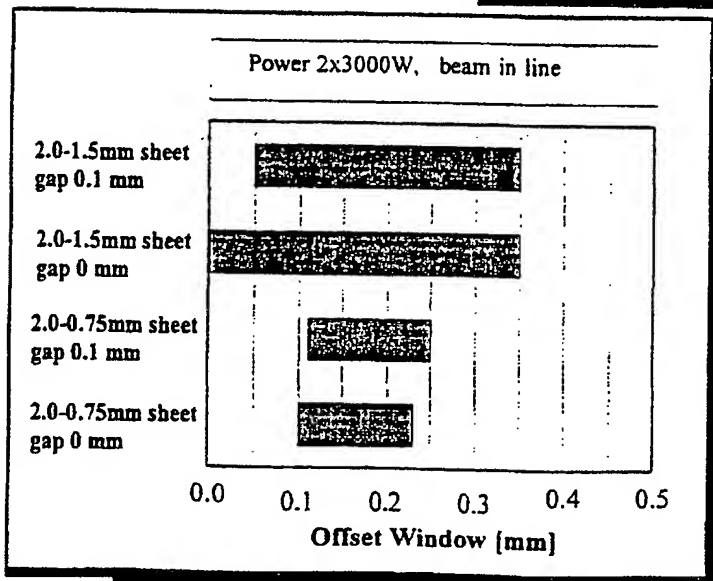 Power 2x3000W, beam in line
2.0-1.5mm sheet
gap 0.1 mm
2.0-1.5mm sheet
gap 0 mm
2.0-0.75mm sheet
gap 0.1 mm
2.0-0.75mm sheet
gap 0 mm
0.0 0.1 0.2 0.3 0.4 0.5
Offset Window [mm]